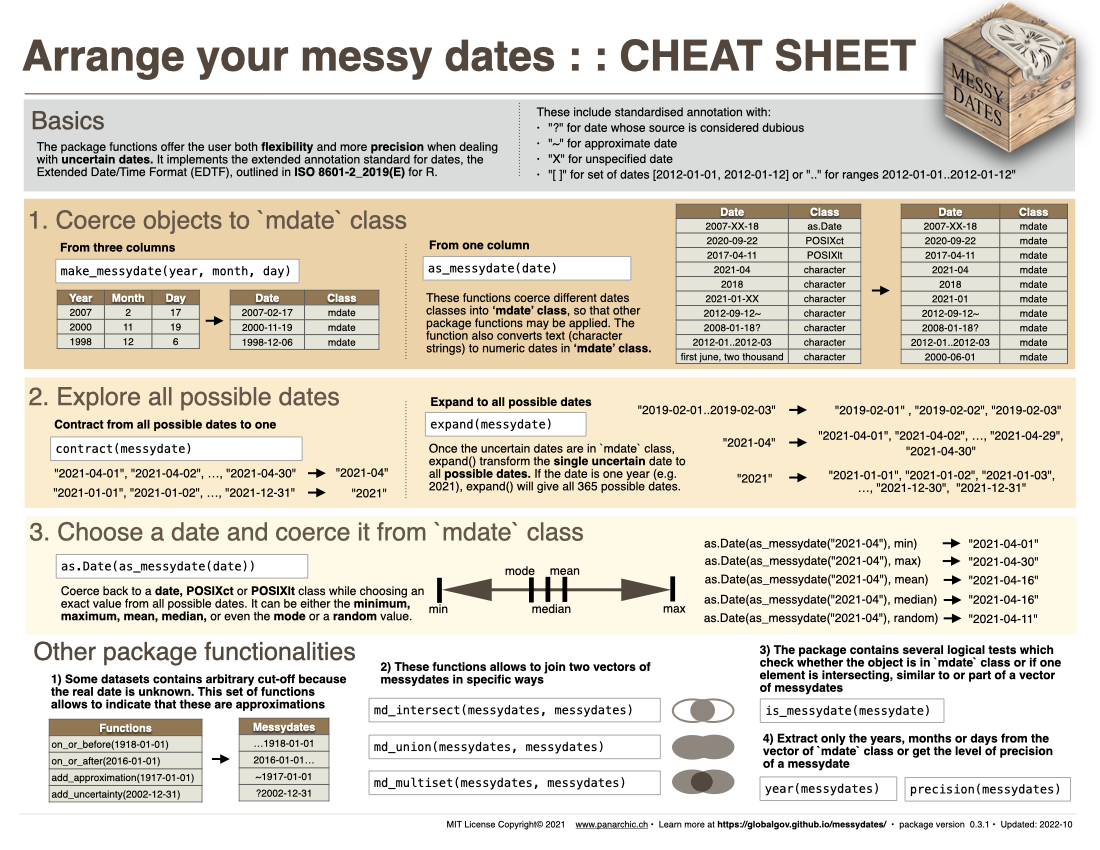 Arrange your messy dates : : CHEAT SHEET
MESSY
DATES
Basics
The package functions offer the user both flexibility and more precision when dealing
with uncertain dates. It implements the extended annotation standard for dates, the
Extended Date/Time Format (EDTF), outlined in ISO 8601-2_2019(E) for R.
These include standardised annotation with:
· "?" for date whose source is considered dubious
· "~" for approximate date
· "X" for unspecified date
· "[ ]" for set of dates [2012-01-01, 2012-01-12] or ".." for ranges 2012-01-01..2012-01-12"
1. Coerce objects to `mdate` class
From three columns
make_messydate(year, month, day)
Year Month Day
2007 2 17
2000 11 19
1998 12 6
Date Class
2007-02-17 mdate
2000-11-19 mdate
1998-12-06 mdate
From one column
as_messydate(date)
These functions coerce different dates
classes into ‘mdate’ class, so that other
package functions may be applied. The
function also converts text (character
strings) to numeric dates in ‘mdate’ class.
Date Class
2007-XX-18 as.Date
2020-09-22 POSIXct
2017-04-11 POSIXlt
2021-04 character
2018 character
2021-01-XX character
2012-09-12~ character
2008-01-18? character
2012-01..2012-03 character
first june, two thousand character
Date Class
2007-XX-18 mdate
2020-09-22 mdate
2017-04-11 mdate
2021-04 mdate
2018 mdate
2021-01 mdate
2012-09-12~ mdate
2008-01-18? mdate
2012-01..2012-03 mdate
2000-06-01 mdate
2. Explore all possible dates
Contract from all possible dates to one
contract(messydate)
"2021-04-01", "2021-04-02", …, "2021-04-30" → "2021-04"
"2021-01-01", "2021-01-02", …, "2021-12-31" → "2021"
Expand to all possible dates
expand(messydate)
Once the uncertain dates are in `mdate` class,
expand() transform the single uncertain date to
all possible dates. If the date is one year (e.g.
2021), expand() will give all 365 possible dates.
"2019-02-01..2019-02-03" → "2019-02-01" , "2019-02-02", "2019-02-03"
"2021-04" → "2021-04-01", "2021-04-02", …, "2021-04-29",
"2021-04-30"
"2021" → "2021-01-01", "2021-01-02", "2021-01-03",
…, "2021-12-30", "2021-12-31"
3. Choose a date and coerce it from `mdate` class
as.Date(as_messydate(date))
Coerce back to a date, POSIXct or POSIXlt class while choosing an
exact value from all possible dates. It can be either the minimum,
maximum, mean, median, or even the mode or a random value.
mode mean
min median max
as.Date(as_messydate("2021-04"), min) → "2021-04-01"
as.Date(as_messydate("2021-04"), max) → "2021-04-30"
as.Date(as_messydate("2021-04"), mean) → "2021-04-16"
as.Date(as_messydate("2021-04"), median) → "2021-04-16"
as.Date(as_messydate("2021-04"), random) → "2021-04-11"
Other package functionalities
1) Some datasets contains arbitrary cut-off because
the real date is unknown. This set of functions
allows to indicate that these are approximations
Functions
on_or_before(1918-01-01)
on_or_after(2016-01-01)
add_approximation(1917-01-01)
add_uncertainty(2002-12-31)
Messydates
…1918-01-01
2016-01-01…
~1917-01-01
?2002-12-31
2) These functions allows to join two vectors of
messydates in specific ways
md_intersect(messydates, messydates)
md_union(messydates, messydates)
md_multiset(messydates, messydates)
3) The package contains several logical tests which
check whether the object is in `mdate` class or if one
element is intersecting, similar to or part of a vector
of messydates
is_messydate(messydate)
4) Extract only the years, months or days from the
vector of `mdate` class or get the level of precision
of a messydate
year(messydates) precision(messydates)
MIT License Copyright© 2021 www.panarchic.ch • Learn more at https://globalgov.github.io/messydates/ • package version 0.3.1 • Updated: 2022-10